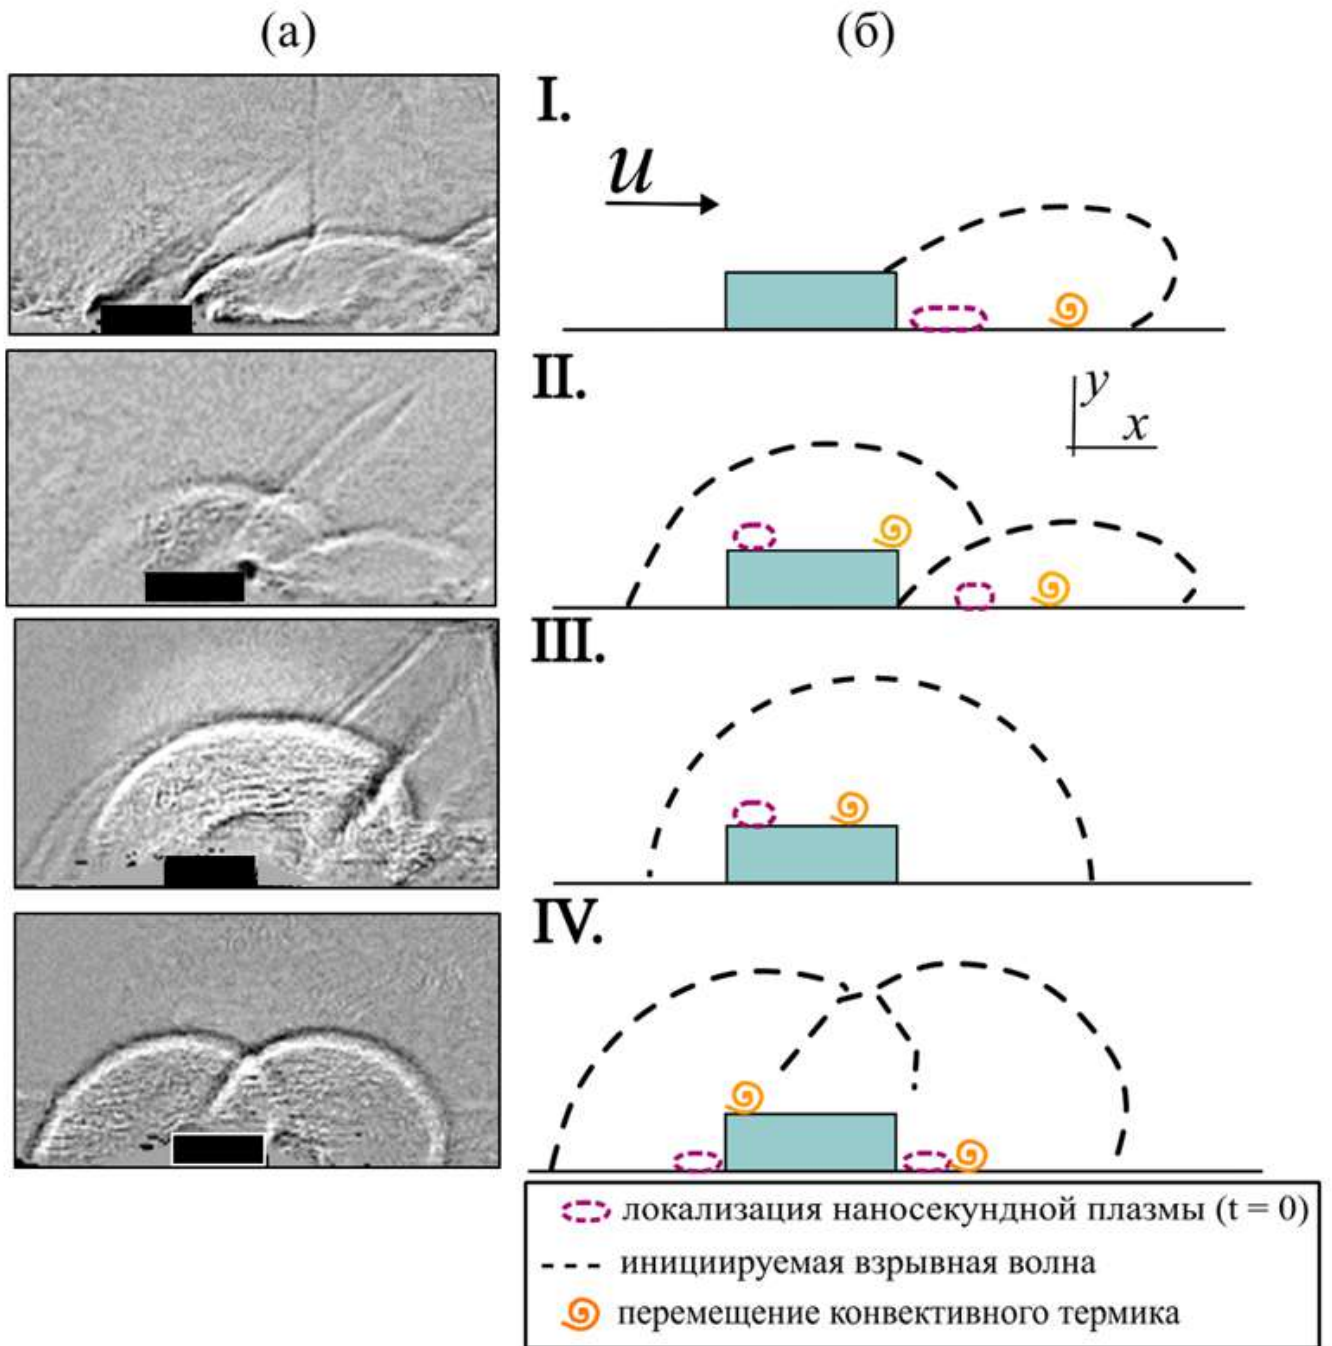 (а)
(б)
I.
u
II.
y
x
III.
IV.
локализация наносекундной плазмы (t = 0)
инициируемая взрывная волна
перемещение конвективного термика